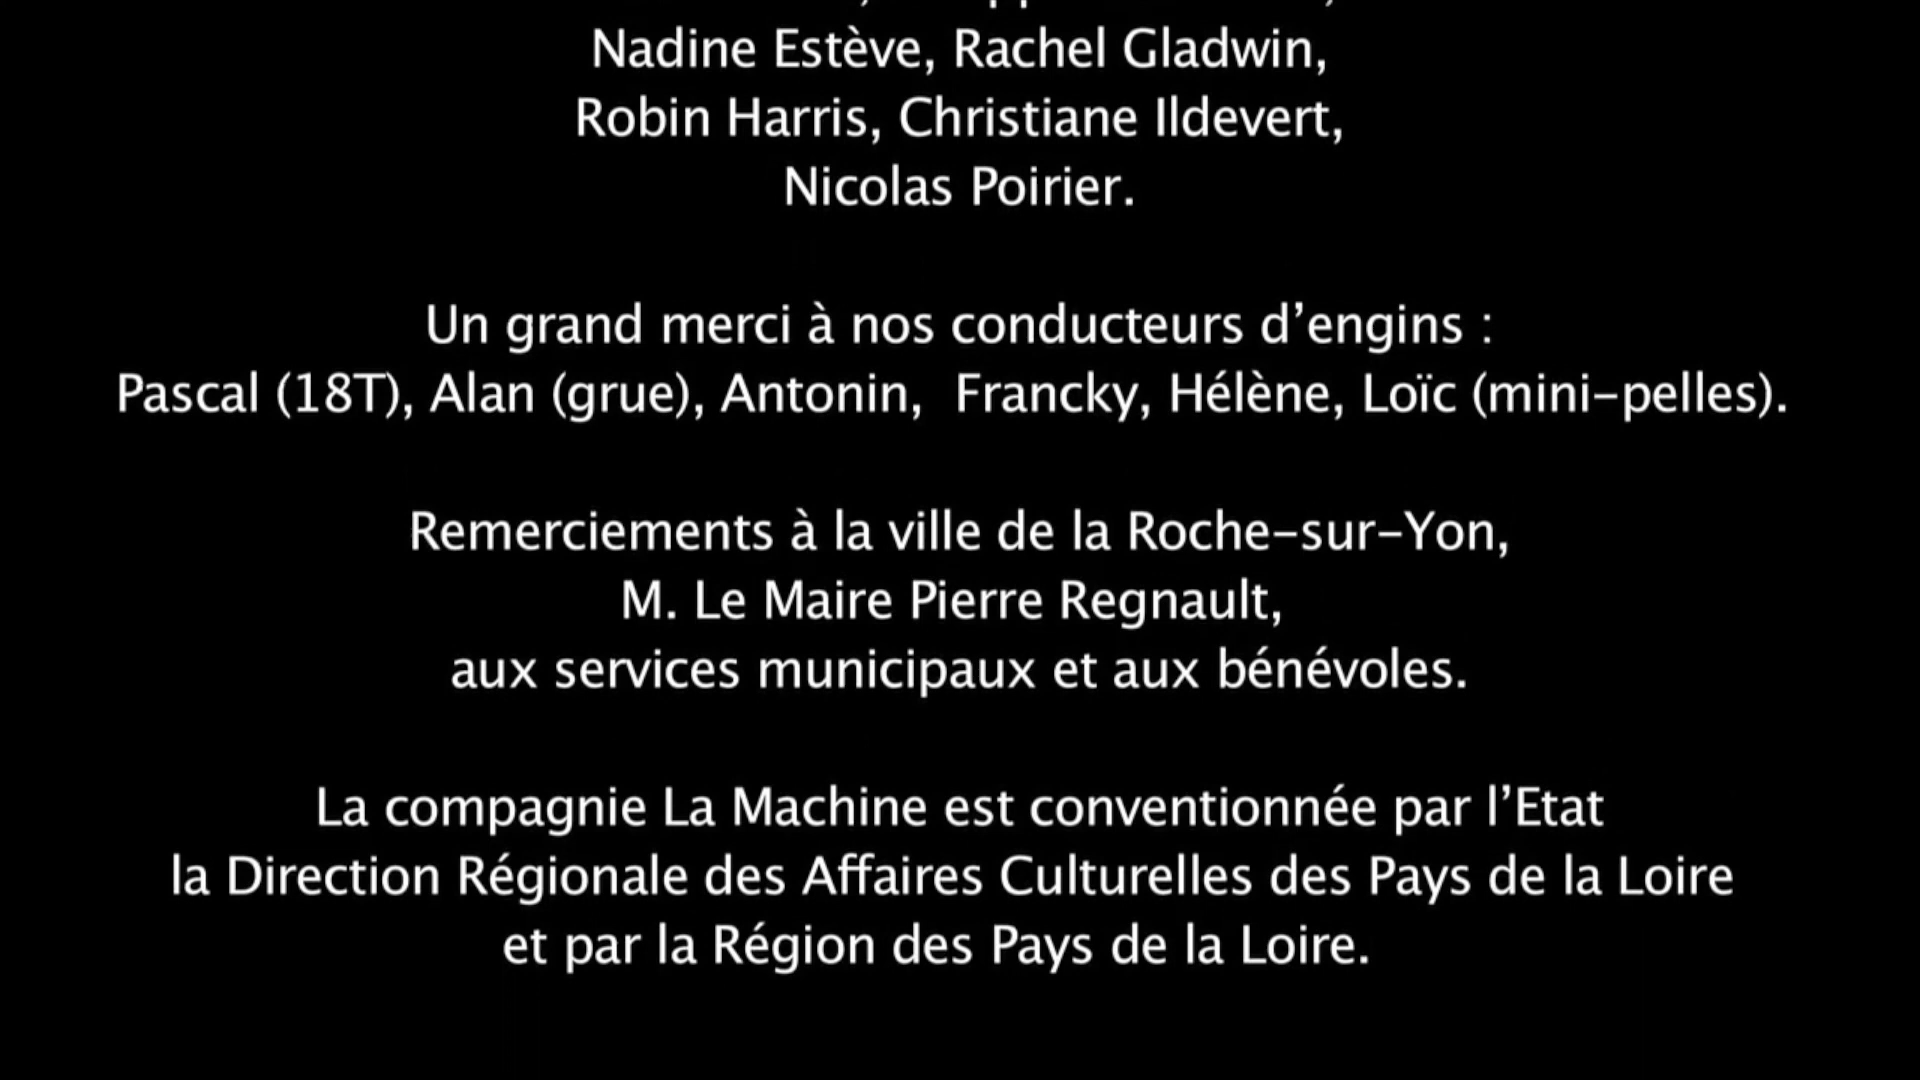 Nadine Estève, Rachel Gladwin,
Robin Harris, Christiane Ildevert,
Nicolas Poirier.
Un grand merci à nos conducteurs d’engins :
Pascal (18T), Alan (grue), Antonin,  Francky, Hélène, Loïc (mini-pelles).
Remerciements à la ville de la Roche-sur-Yon,
M. Le Maire Pierre Regnault,
aux services municipaux et aux bénévoles.
La compagnie La Machine est conventionnée par l’Etat
la Direction Régionale des Affaires Culturelles des Pays de la Loire
et par la Région des Pays de la Loire.